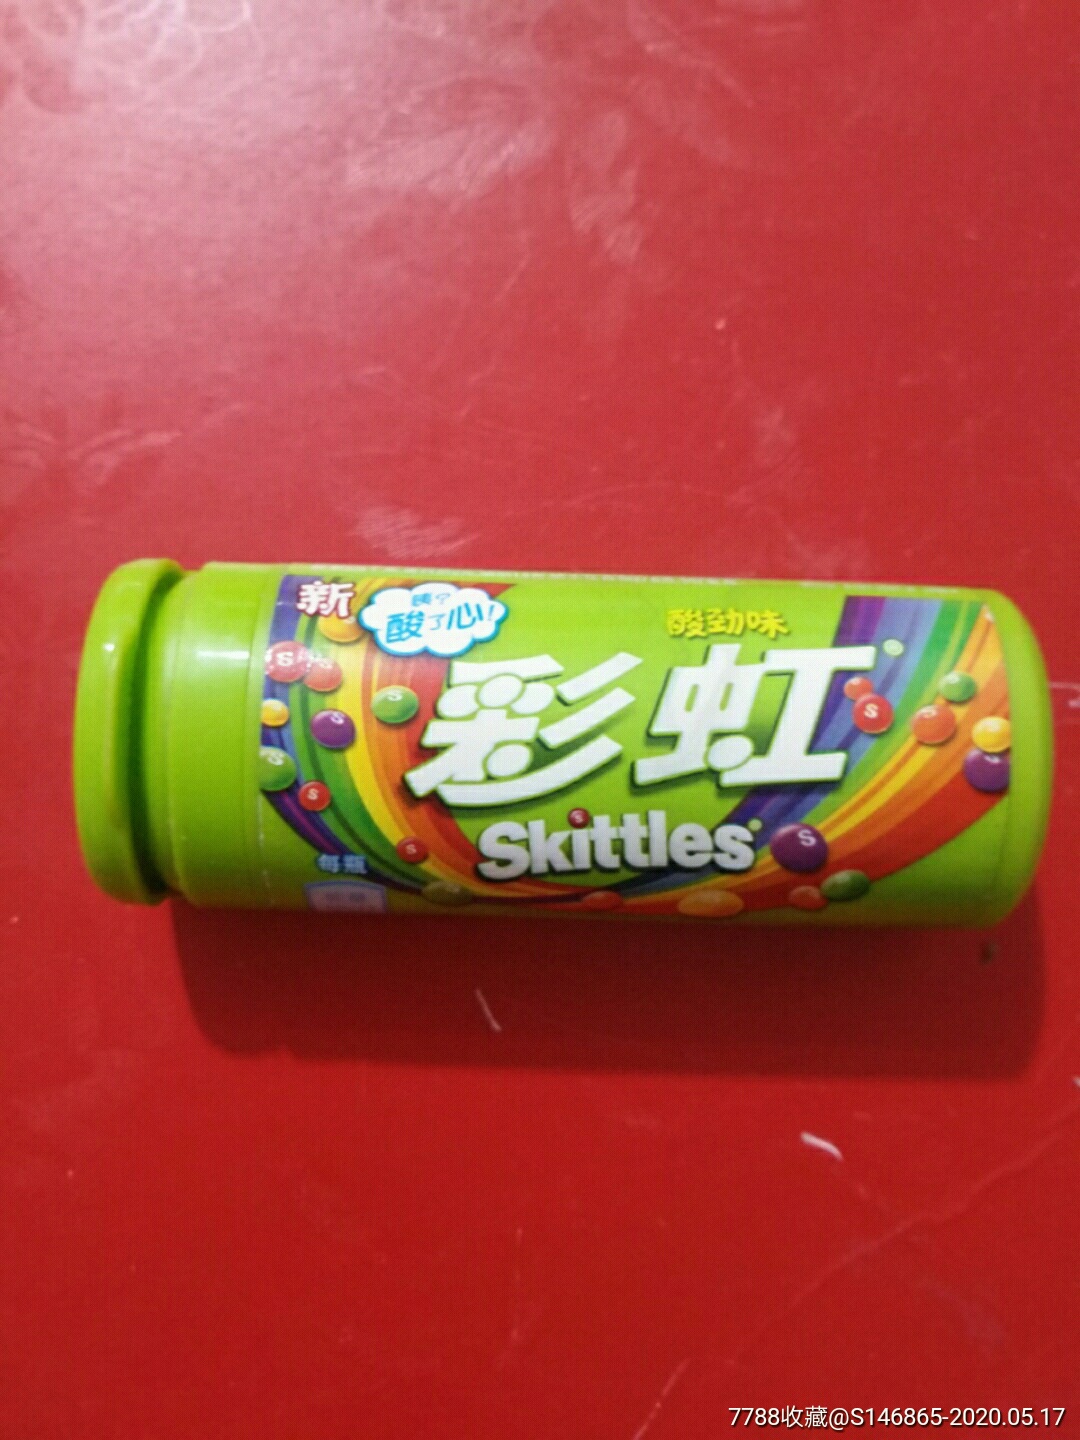 新
咦?
酸了心!
酸劲味
彩虹
Skittles
每瓶
7788收藏@S146865-2020.05.17